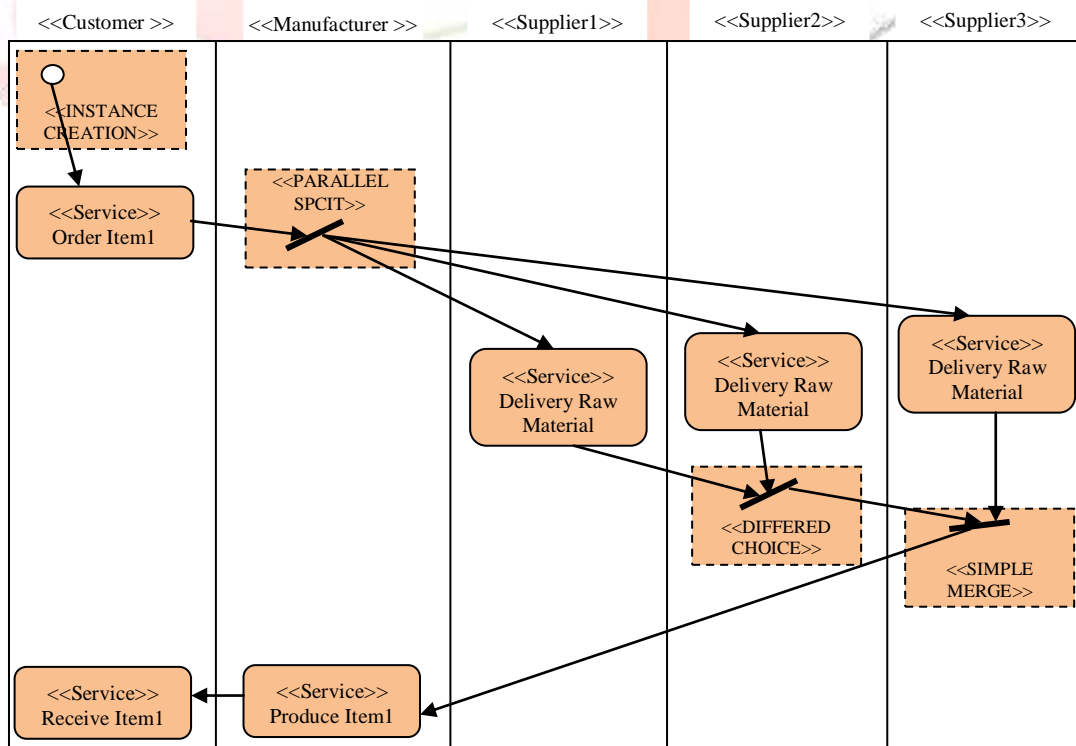 <<Customer >>
<<Manufacturer >>
<<Supplier1>>
<<Supplier2>>
<<Supplier3>>
<<INSTANCE
CREATION>>
<<Service>>
Order Item1
<<PARALLEL
SPCIT>>
<<Service>>
Delivery Raw
Material
<<Service>>
Delivery Raw
Material
<<Service>>
Delivery Raw
Material
<<DIFFERED
CHOICE>>
<<SIMPLE
MERGE>>
<<Service>>
Receive Item1
<<Service>>
Produce Item1